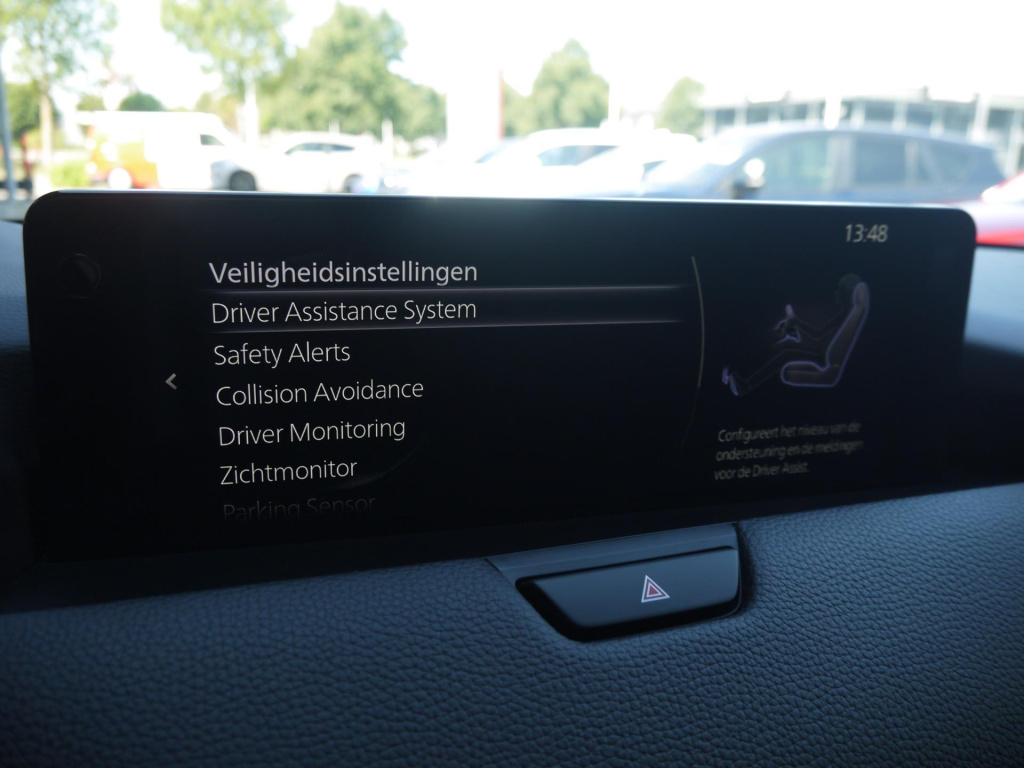 13:48
Veiligheidsinstellingen
Driver Assistance System
Safety Alerts
Collision Avoidance
Driver Monitoring
Zichtmonitor
Parking Sensor
Configureert het niveau van de
ondersteuning en de meldingen
voor de Driver Assist.